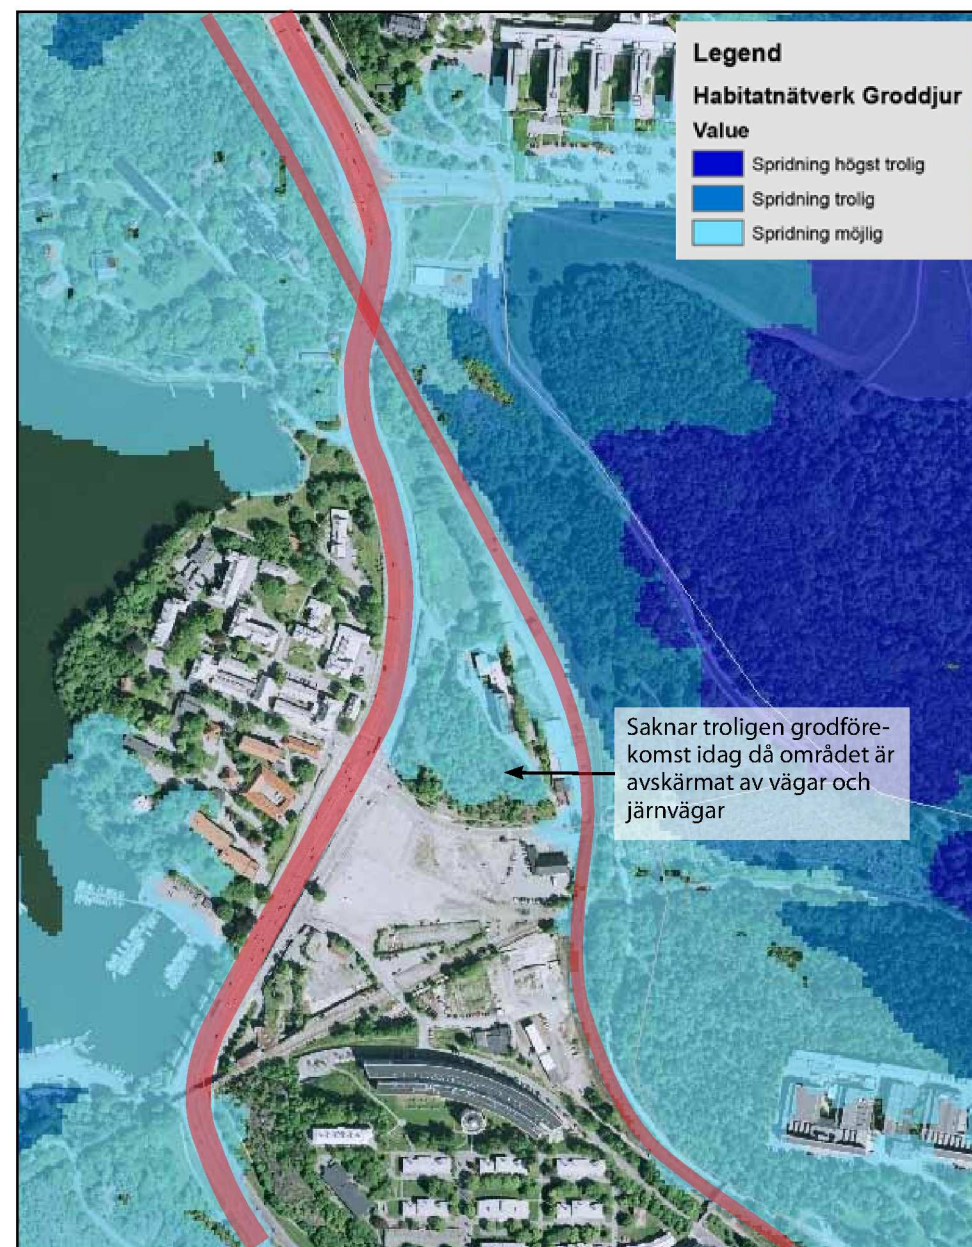 Legend
Habitatnätverk Groddjur
Value
Spridning högst trolig
Spridning trolig
Spridning möjlig
Saknar troligen grodföre-
komst idag då området är
avskärmat av vägar och
järnvägar